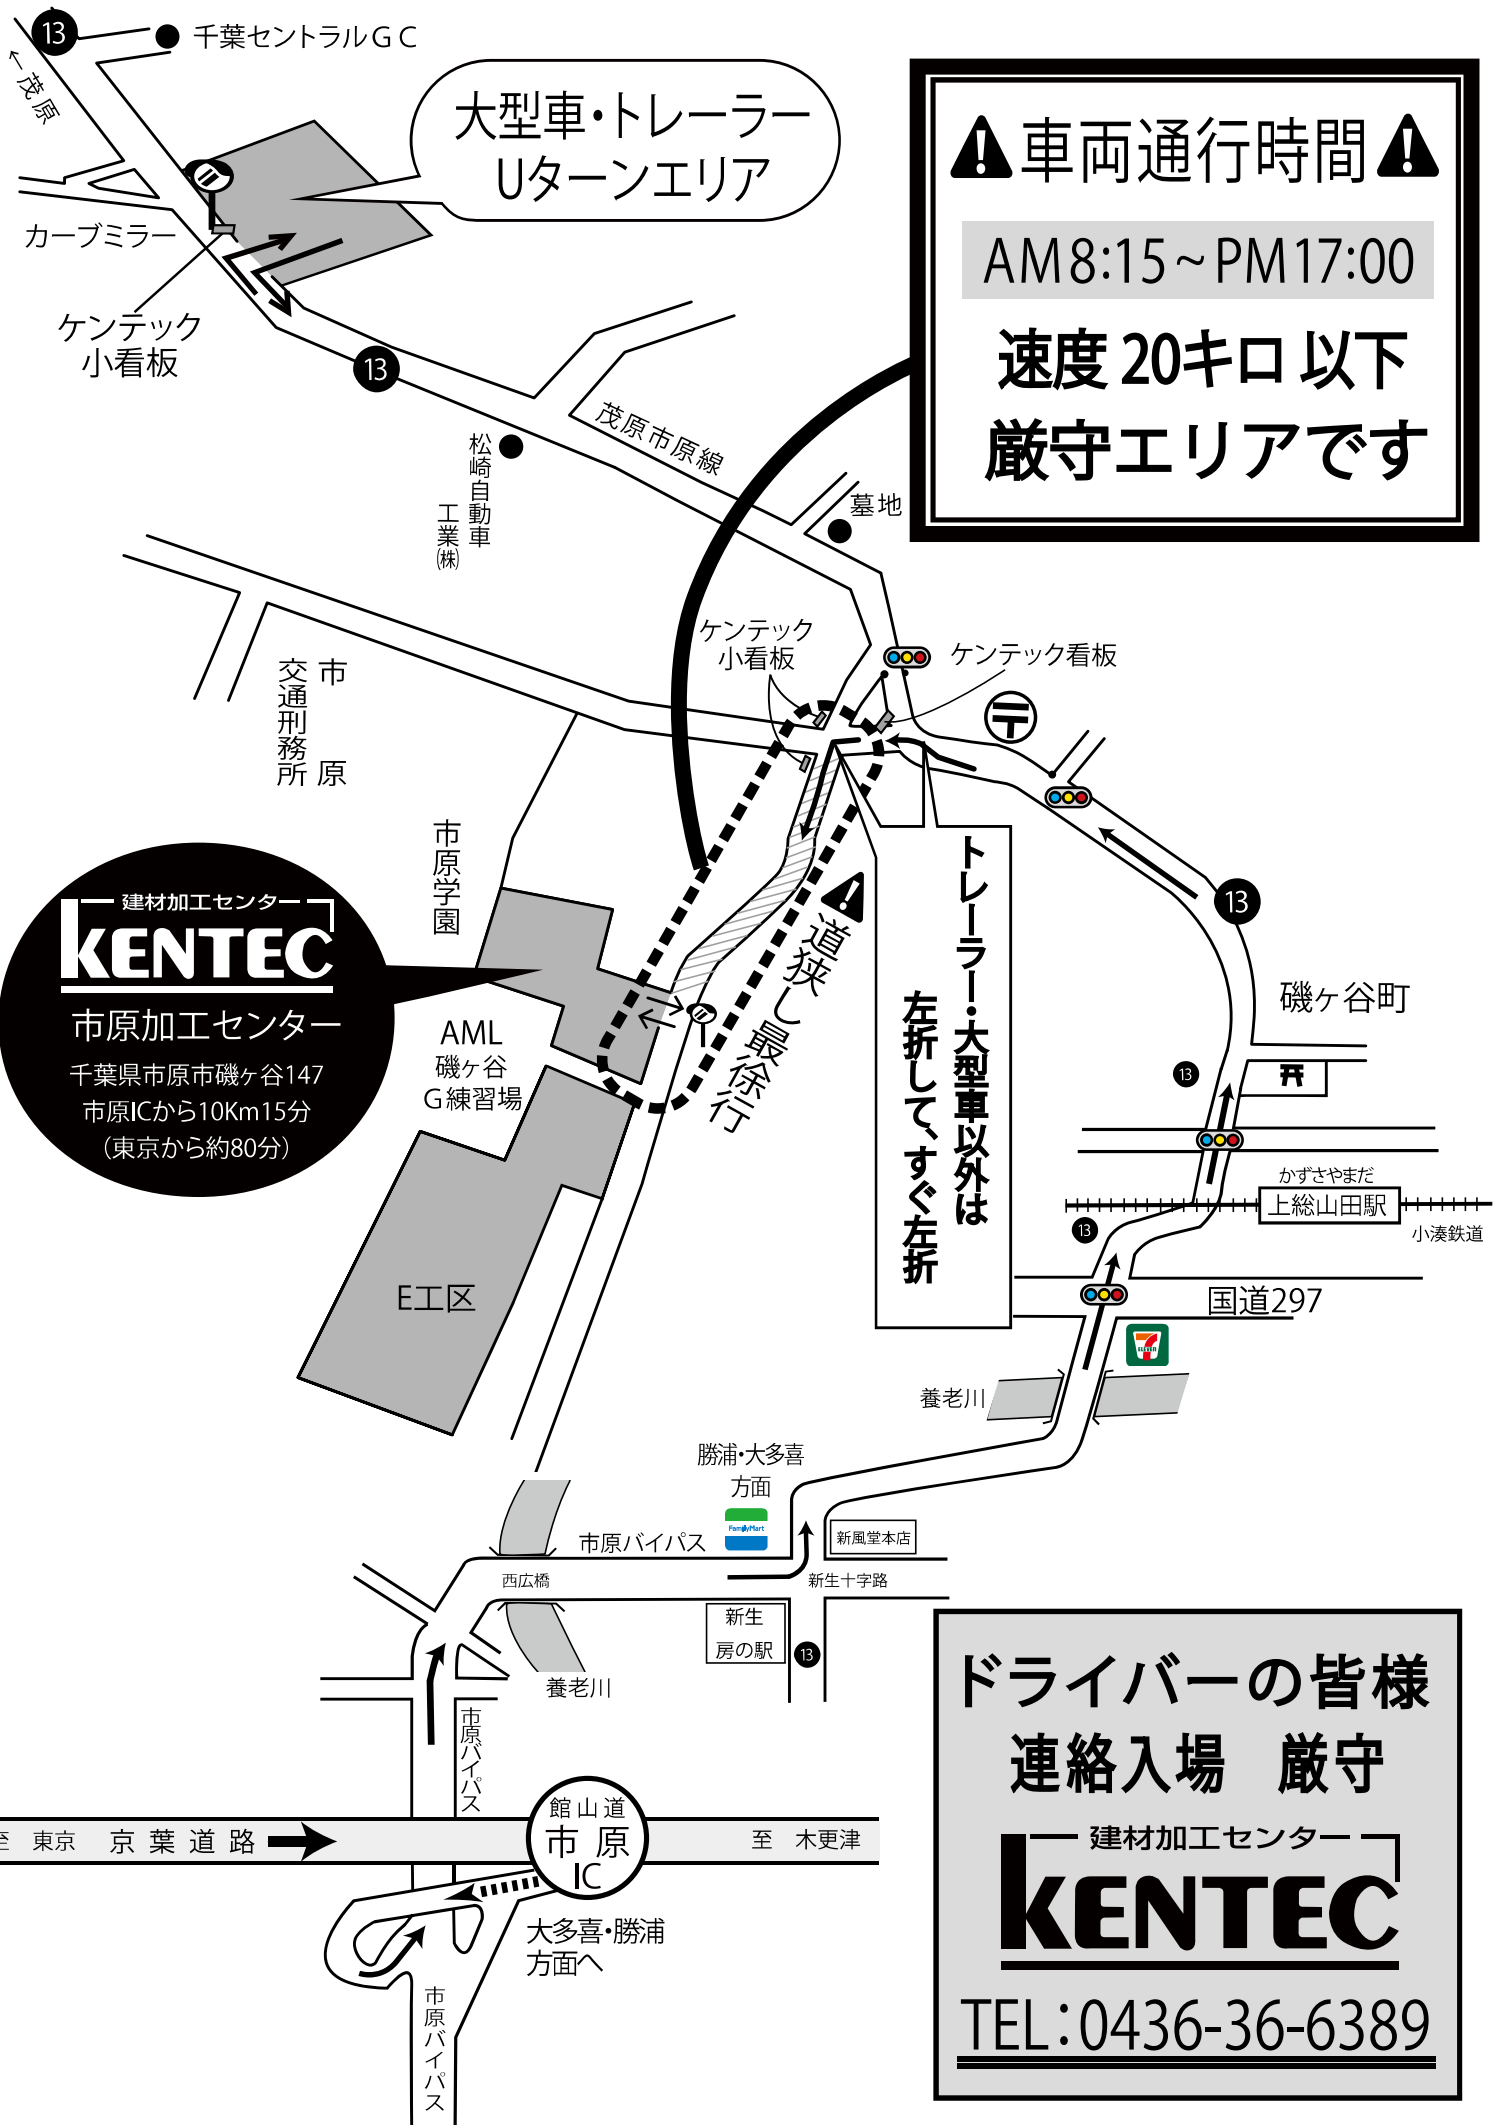 13
千葉セントラルＧＣ
←茂原
大型車・トレーラー
Uターンエリア
車両通行時間
AM8:15～PM17:00
速度 20キロ 以下
厳守エリアです
カーブミラー
ケンテック
小看板
13
茂原市原線
松崎自動車
工業㈱
墓地
ケンテック
小看板
ケンテック看板
〒
市原
交通刑務所
市原学園
建材加工センター
KENTEC
市原加工センター
千葉県市原市磯ヶ谷147
市原ICから10Km15分
（東京から約80分）
AML
磯ヶ谷
Ｇ練習場
道狭し最徐行
トレーラー・大型車以外は
左折して、すぐ左折
13
磯ヶ谷町
13
かずさやまだ
上総山田駅
小湊鉄道
13
E工区
国道297
7
ELEVEN
養老川
勝浦・大多喜
方面
FamilyMart
市原バイパス
新風堂本店
西広橋
新生十字路
新生
房の駅
13
養老川
市原バイパス
館山道
市原
IC
至 東京 京葉道路
至 木更津
大多喜・勝浦
方面へ
市原バイパス
ドライバーの皆様
連絡入場 厳守
建材加工センター
KENTEC
TEL：0436-36-6389